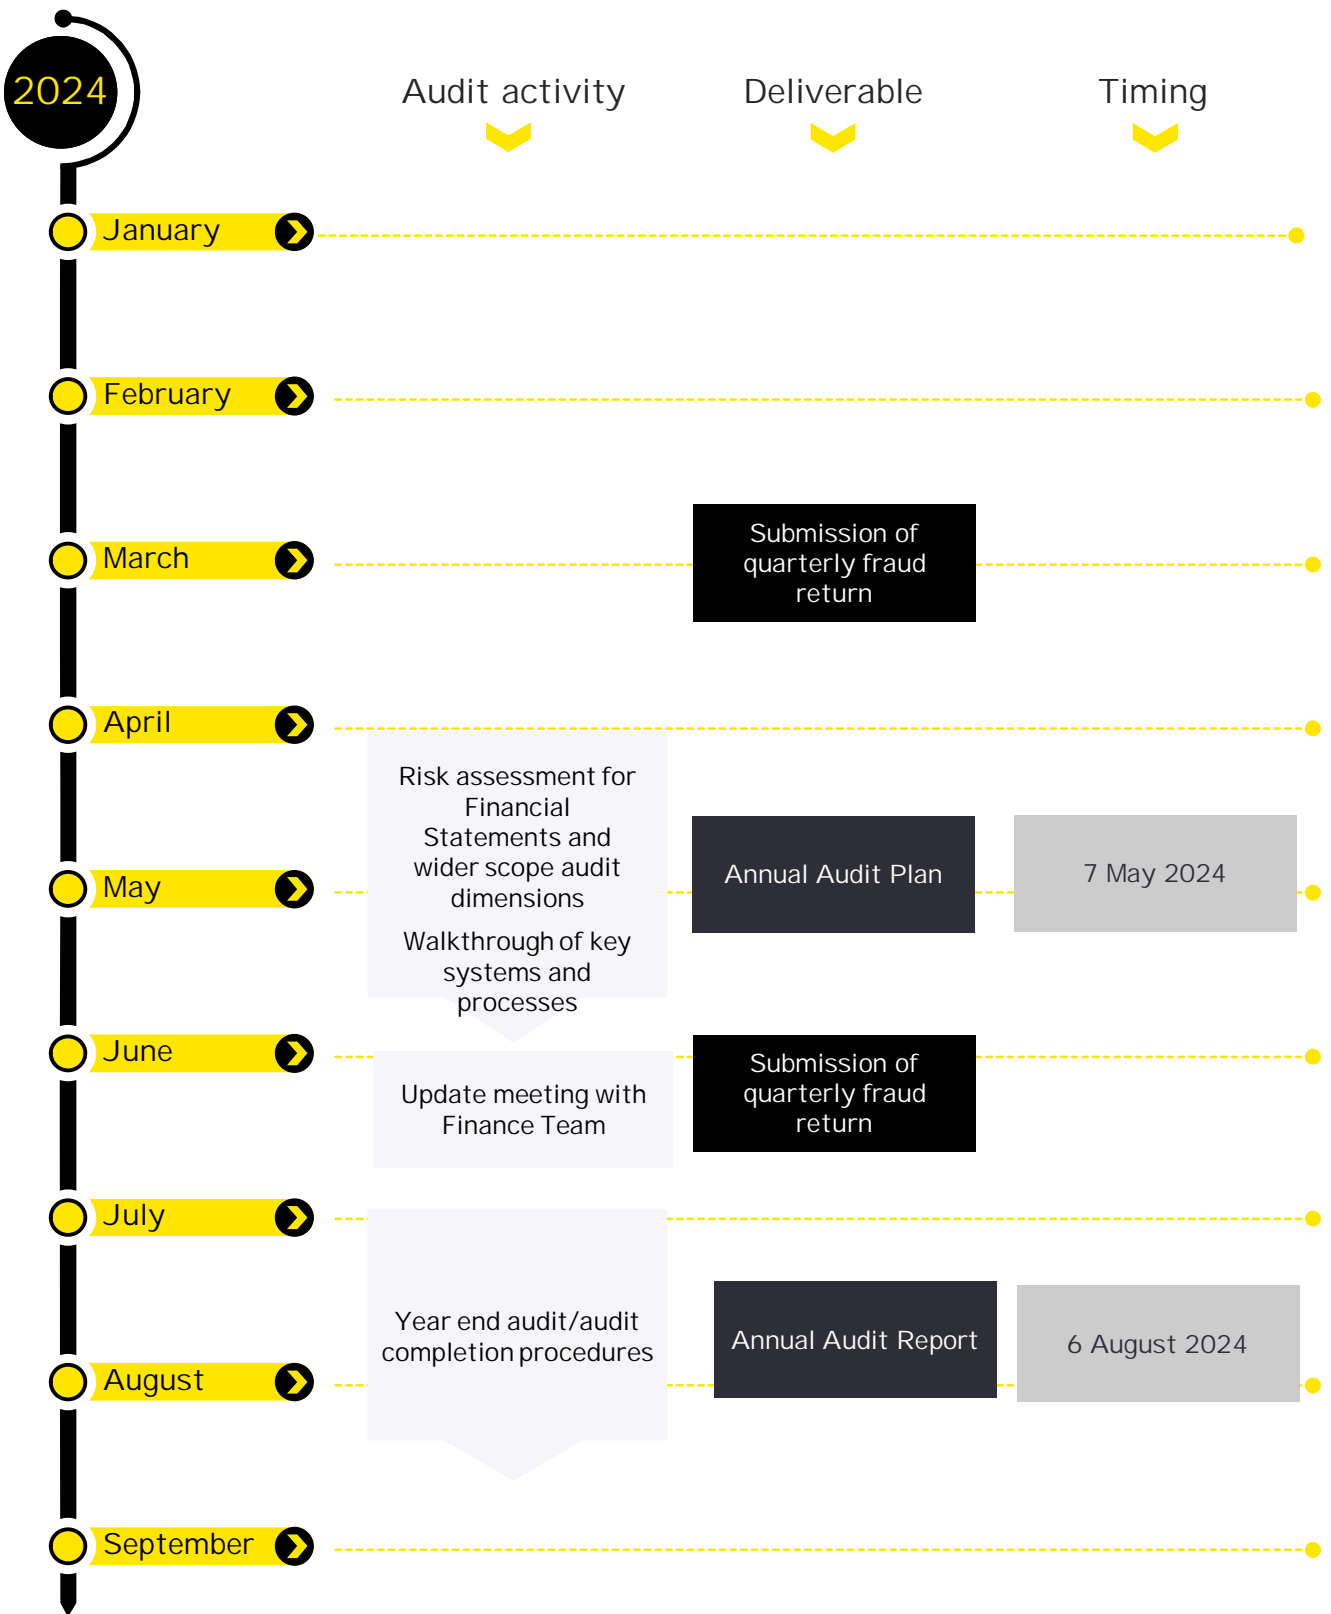 2024
Audit activity
Deliverable
Timing
January
February
March
Submission of
quarterly fraud
return
April
Risk assessment for
Financial
Statements and
wider scope audit
dimensions
Walkthrough of key
systems and
processes
Annual Audit Plan
7 May 2024
May
June
Update meeting with
Finance Team
Submission of
quarterly fraud
return
July
Year end audit/audit
completion procedures
Annual Audit Report
6 August 2024
August
September